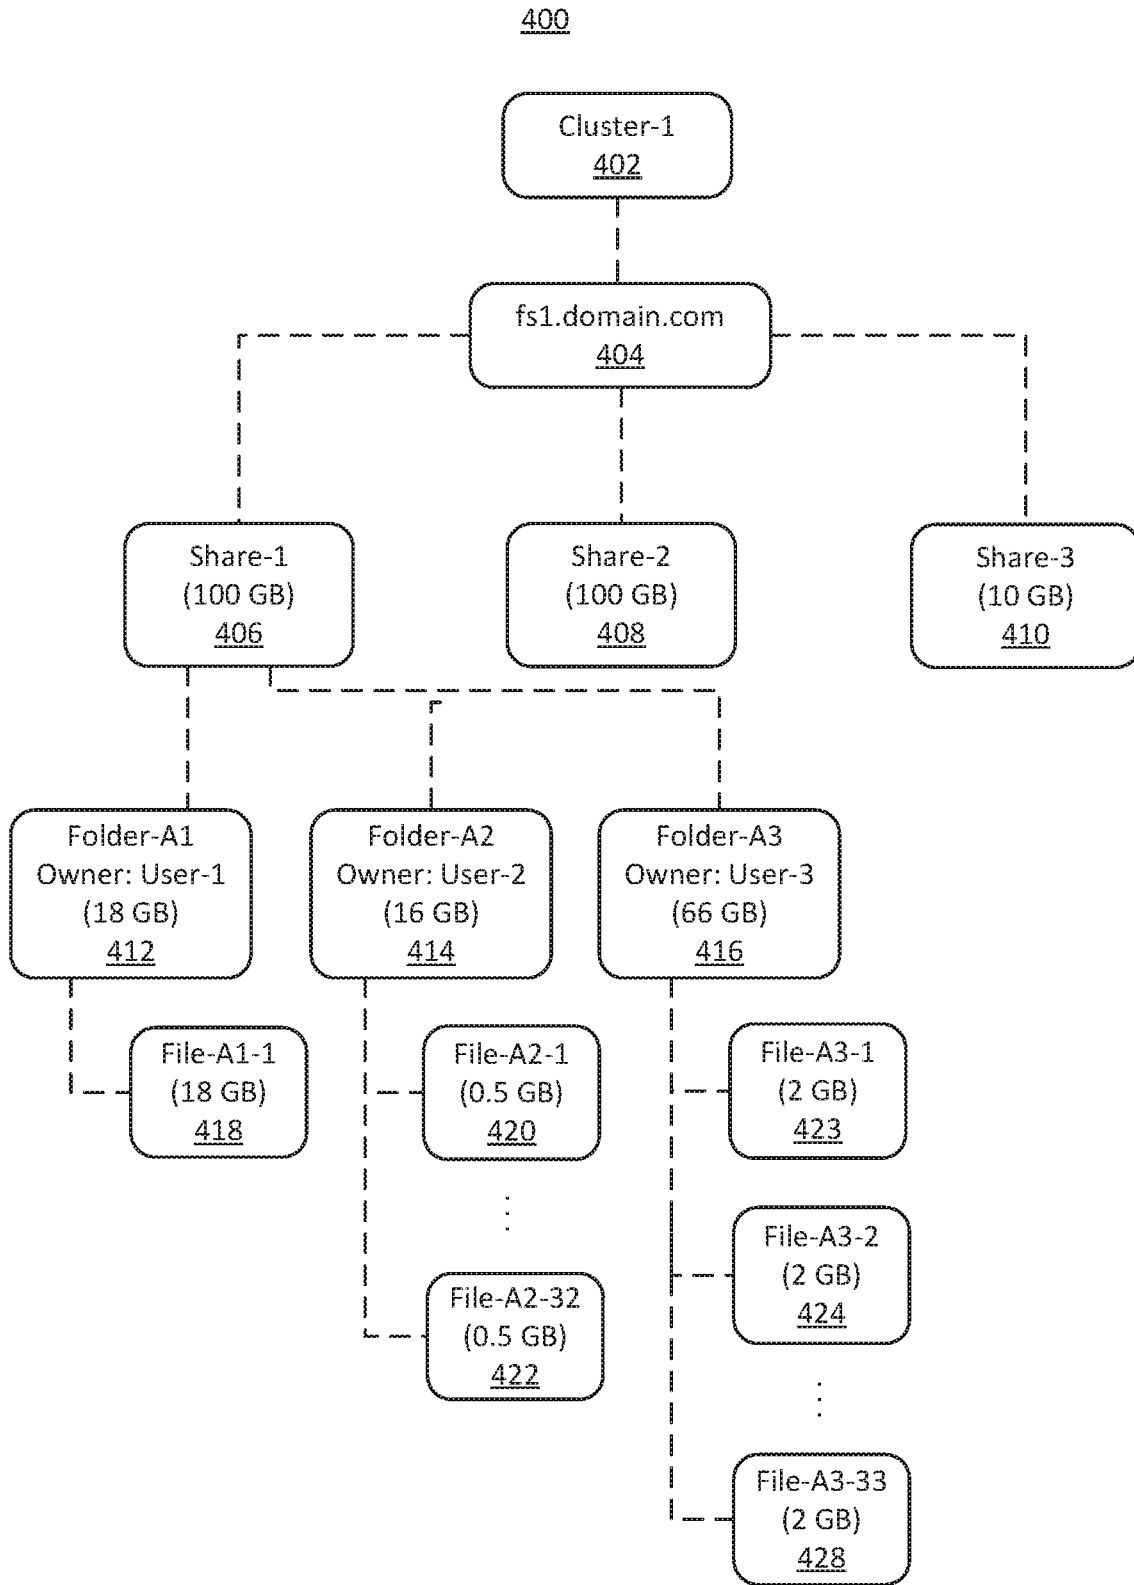 400
Cluster-1
402
fs1.domain.com
404
Share-1
(100 GB)
406
Share-2
(100 GB)
408
Share-3
(10 GB)
410
Folder-A1
Owner: User-1
(18 GB)
412
Folder-A2
Owner: User-2
(16 GB)
414
Folder-A3
Owner: User-3
(66 GB)
416
File-A1-1
(18 GB)
418
File-A2-1
(0.5 GB)
420
File-A3-1
(2 GB)
423
File-A3-2
(2 GB)
424
File-A2-32
(0.5 GB)
422
File-A3-33
(2 GB)
428